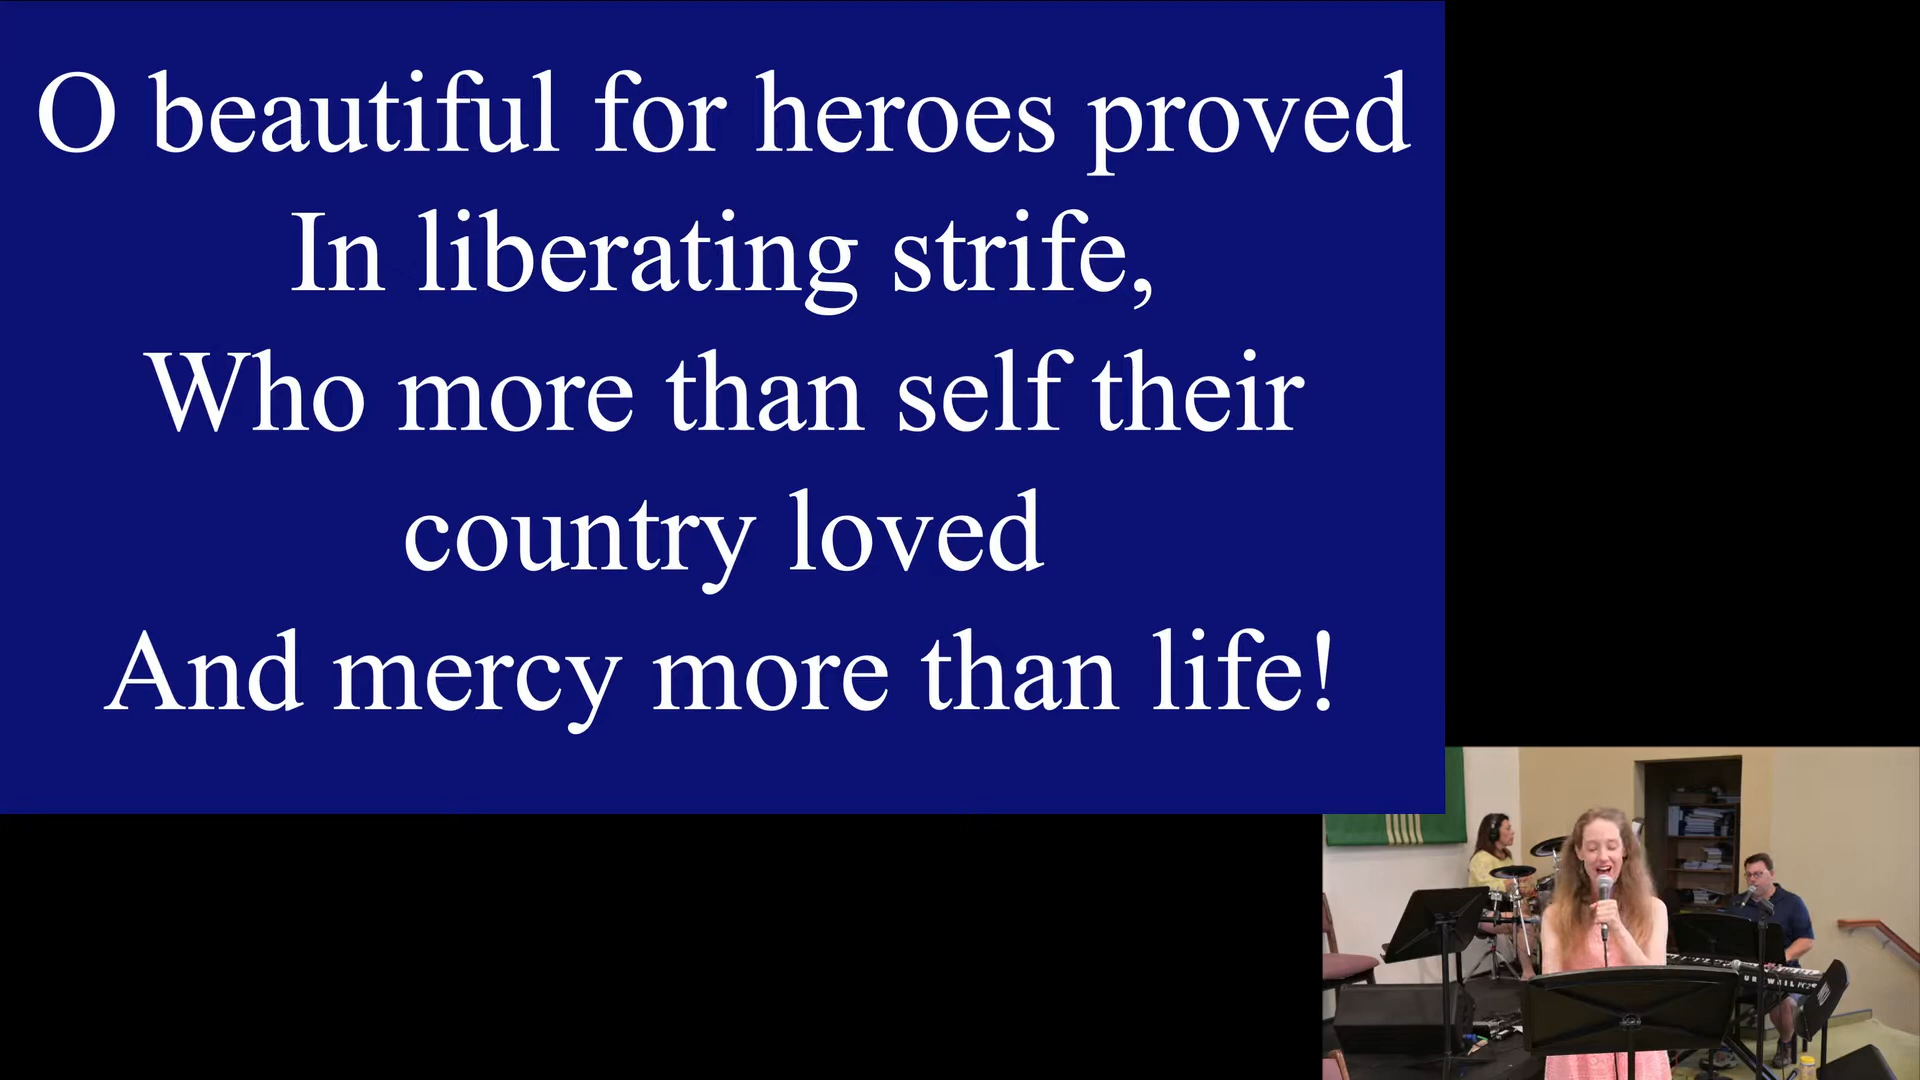 O beautiful for heroes proved
In liberating strife,
Who more than self their
country loved
And mercy more than life!